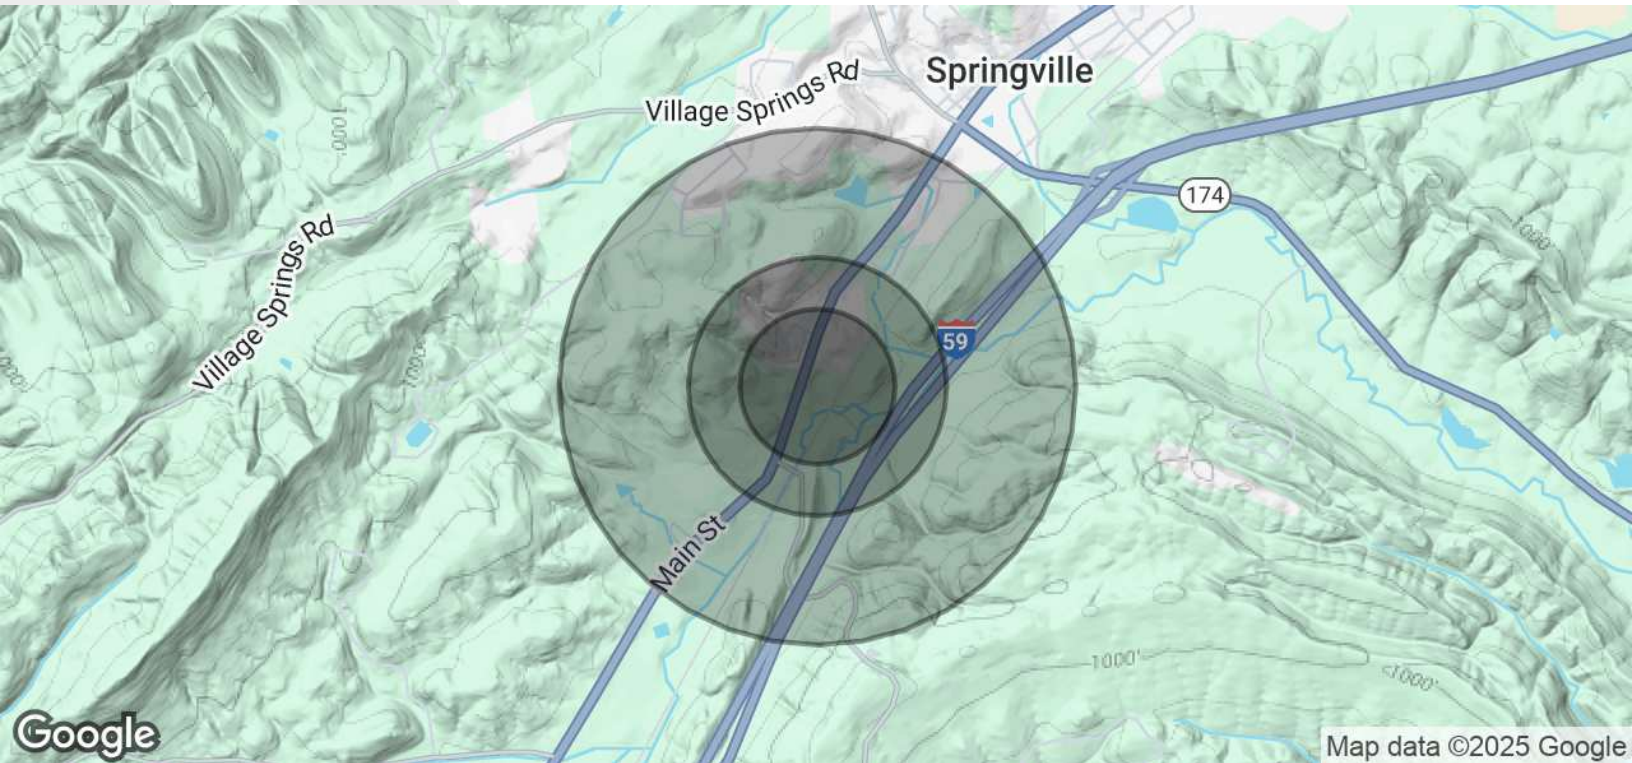 Springville
Village Springs Rd
174
1000'
1000'
Village Springs Rd
59
1000'
Main St
1000'
1000'
Google
Map data ©2025 Google